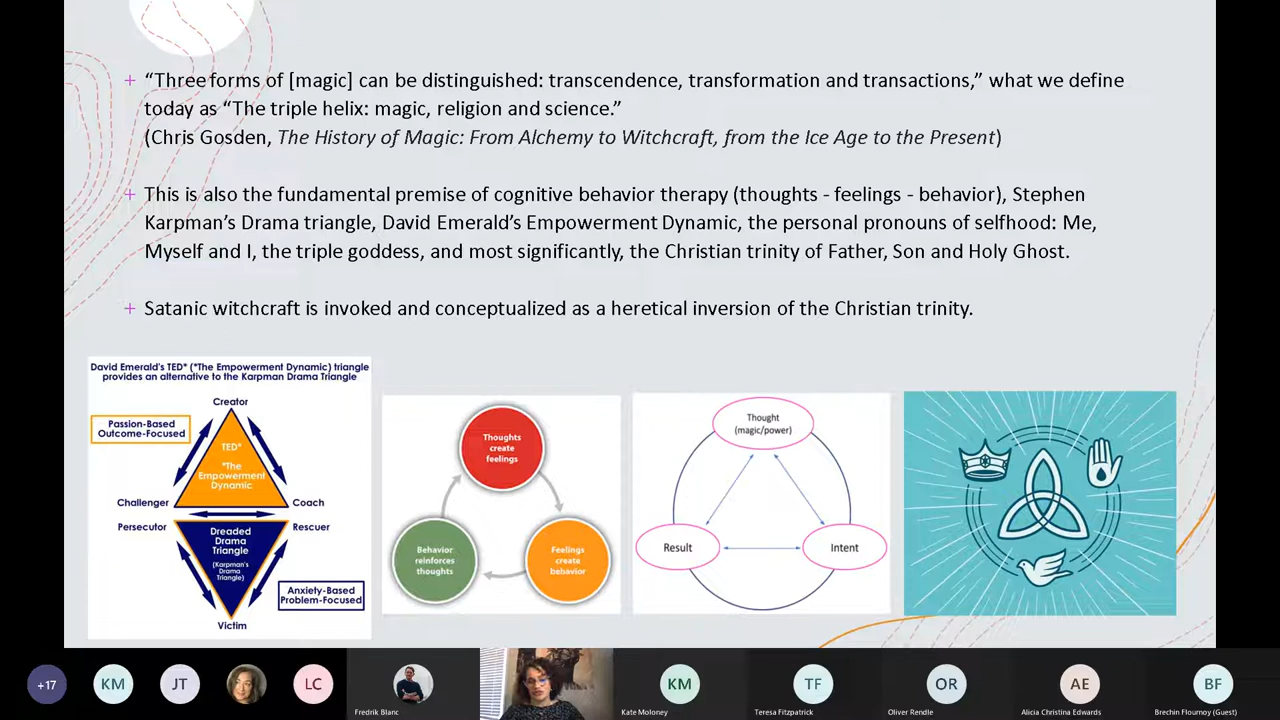 + “Three forms of [magic] can be distinguished: transcendence, transformation and transactions,” what we define
today as “The triple helix: magic, religion and science.”
(Chris Gosden, The History of Magic: From Alchemy to Witchcraft, from the Ice Age to the Present)
+ This is also the fundamental premise of cognitive behavior therapy (thoughts - feelings - behavior), Stephen
Karpman’s Drama triangle, David Emerald’s Empowerment Dynamic, the personal pronouns of selfhood: Me,
Myself and I, the triple goddess, and most significantly, the Christian trinity of Father, Son and Holy Ghost.
+ Satanic witchcraft is invoked and conceptualized as a heretical inversion of the Christian trinity.
David Emerald's TED* (*The Empowerment Dynamic) triangle
provides an alternative to the Karpman Drama Triangle
Creator
Passion-Based
Outcome-Focused
TED*
*The
Empowerment
Dynamic
Challenger
Coach
Persecutor
Rescuer
Dreaded
Drama
Triangle
(Karpman's
Drama
Triangle)
Anxiety-Based
Problem-Focused
Victim
Thoughts
create
feelings
Behavior
reinforces
thoughts
Feelings
create
behavior
Thought
(magic/power)
Result
Intent
+17
KM
JT
LC
Fredrik Blanc
KM
Kate Moloney
TF
Teresa Fitzpatrick
OR
Oliver Rendle
AE
Alicia Christina Edwards
BF
Brechin Flournoy (Guest)